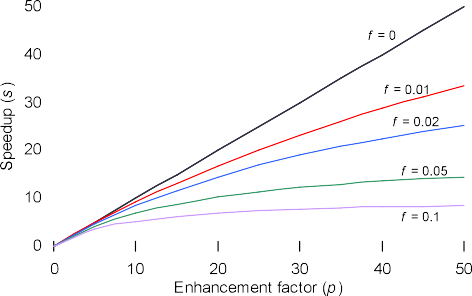 50
f = 0
40
f = 0.01
30
f = 0.02
20
f = 0.05
10
f = 0.1
0
Speedup (s)
0 10 20 30 40 50
Enhancement factor (p)